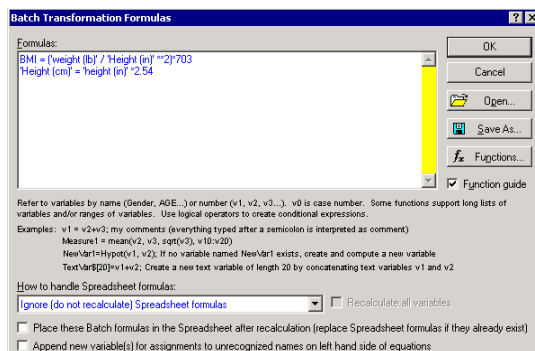 Batch Transformation Formulas
Formulas:
BMI = ('weight (lb)' / 'Height (in)' **2)*703
'Height (cm)' = 'height (in)' *2.54
OK
Cancel
Open...
Save As...
fx Functions...
Function guide
Refer to variables by name (Gender, AGE...) or number (v1, v2, v3...). v0 is case number. Some functions support long lists of
variables and/or ranges of variables. Use logical operators to create conditional expressions.
Examples: v1 = v2+v3; my comments (everything typed after a semicolon is interpreted as comment)
Measure1 = mean(v2, v3, sqrt(v3), v10:v20)
NewVar1=Hypot(v1, v2); If no variable named NewVar1 exists, create and compute a new variable
TextVar$[20]=v1+v2; Create a new text variable of length 20 by concatenating text variables v1 and v2
How to handle Spreadsheet formulas:
Ignore (do not recalculate) Spreadsheet formulas
Recalculate all variables
Place these Batch formulas in the Spreadsheet after recalculation (replace Spreadsheet formulas if they already exist)
Append new variable(s) for assignments to unrecognized names on left hand side of equations